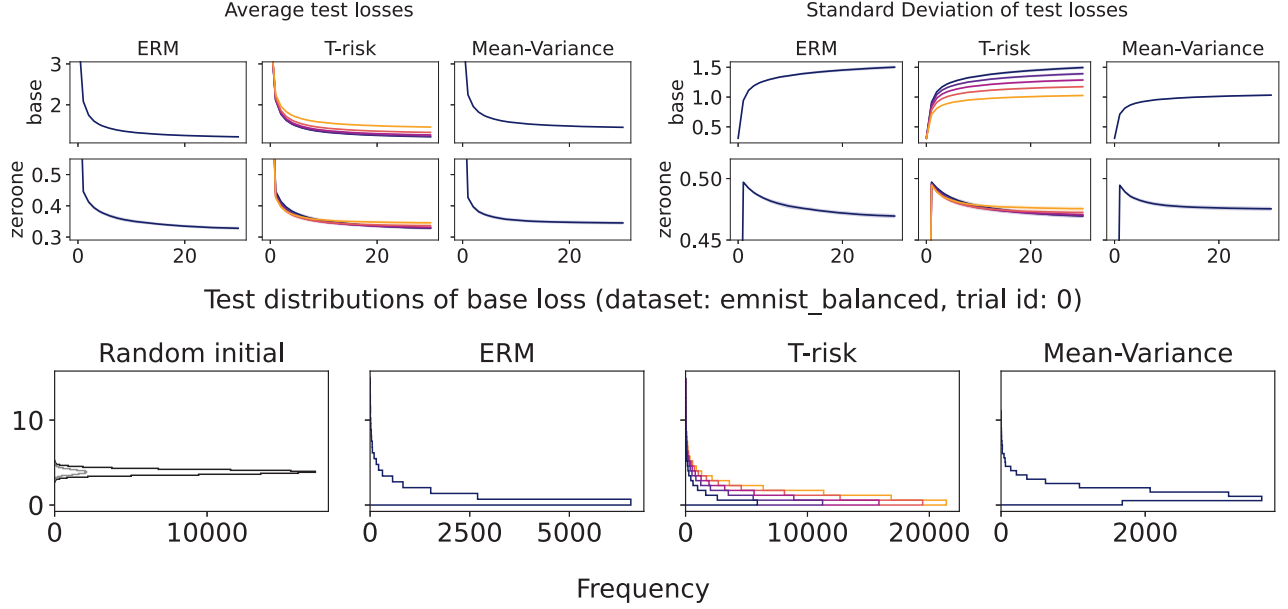 Average test losses
Standard Deviation of test losses
ERM
T-risk
Mean-Variance
ERM
T-risk
Mean-Variance
base
3
2
base
1.5
1.0
0.5
zeroone
0.5
0.4
0.3
zeroone
0.50
0.45
0 20 0 20 0 20
0 20 0 20 0 20
Test distributions of base loss (dataset: emnist_balanced, trial id: 0)
Random initial
ERM
T-risk
Mean-Variance
10
0
0 10000
0 2500 5000
0 10000 20000
0 2000
Frequency